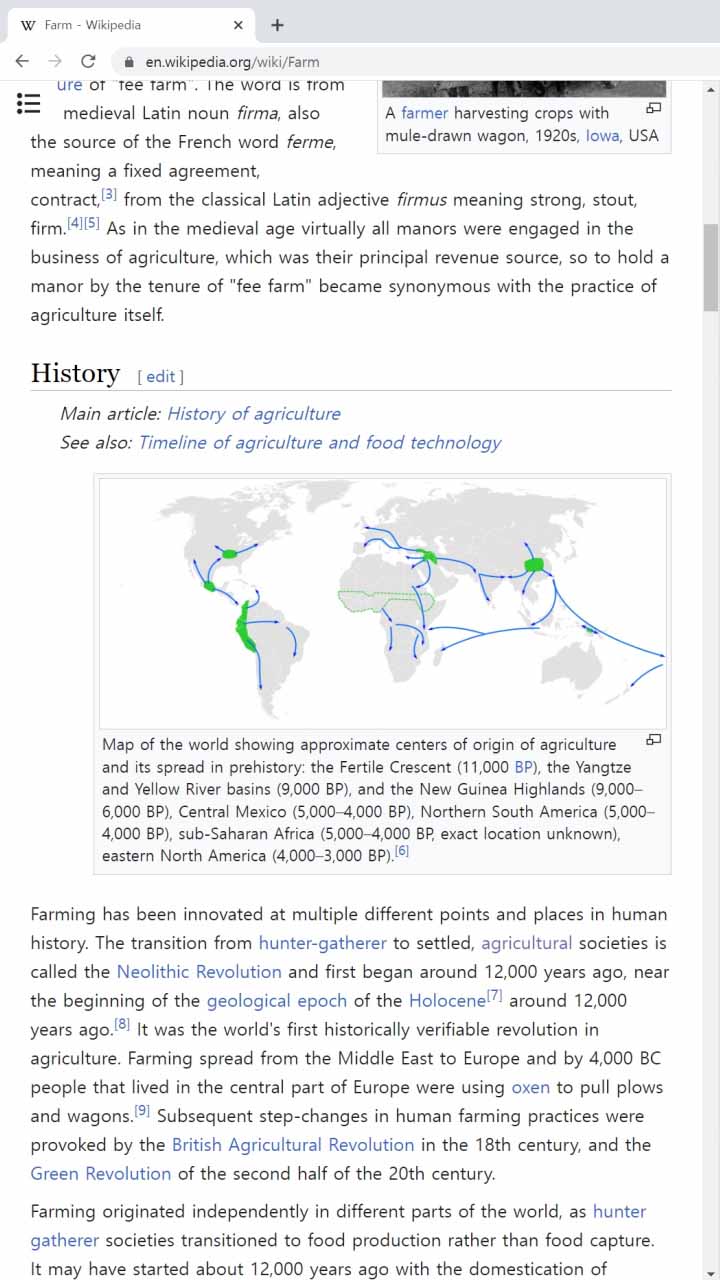 Farm - Wikipedia
en.wikipedia.org/wiki/Farm
ure of "fee farm". The word is from
medieval Latin noun firma, also
the source of the French word ferme,
meaning a fixed agreement,
A farmer harvesting crops with
mule-drawn wagon, 1920s, Iowa, USA
contract,[3] from the classical Latin adjective firmus meaning strong, stout,
firm.[4][5] As in the medieval age virtually all manors were engaged in the
business of agriculture, which was their principal revenue source, so to hold a
manor by the tenure of "fee farm" became synonymous with the practice of
agriculture itself.
History [ edit ]
Main article: History of agriculture
See also: Timeline of agriculture and food technology
Map of the world showing approximate centers of origin of agriculture
and its spread in prehistory: the Fertile Crescent (11,000 BP), the Yangtze
and Yellow River basins (9,000 BP), and the New Guinea Highlands (9,000–
6,000 BP), Central Mexico (5,000–4,000 BP), Northern South America (5,000–
4,000 BP), sub-Saharan Africa (5,000–4,000 BP, exact location unknown),
eastern North America (4,000–3,000 BP).[6]
Farming has been innovated at multiple different points and places in human
history. The transition from hunter-gatherer to settled, agricultural societies is
called the Neolithic Revolution and first began around 12,000 years ago, near
the beginning of the geological epoch of the Holocene[7] around 12,000
years ago.[8] It was the world's first historically verifiable revolution in
agriculture. Farming spread from the Middle East to Europe and by 4,000 BC
people that lived in the central part of Europe were using oxen to pull plows
and wagons.[9] Subsequent step-changes in human farming practices were
provoked by the British Agricultural Revolution in the 18th century, and the
Green Revolution of the second half of the 20th century.
Farming originated independently in different parts of the world, as hunter
gatherer societies transitioned to food production rather than food capture.
It may have started about 12,000 years ago with the domestication of